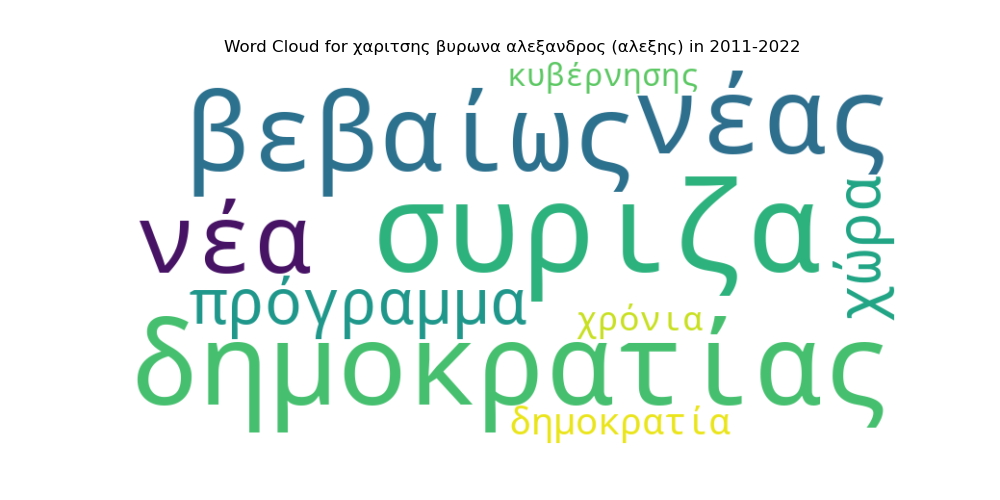 Word Cloud for χαριτσης βυρωνα αλεξανδρος (αλεξης) in 2011-2022
κυβέρνησης
βεβαίως
νέας
νέα
συριζα
χώρα
πρόγραμμα
χρόνια
δημοκρατίας
δημοκρατία